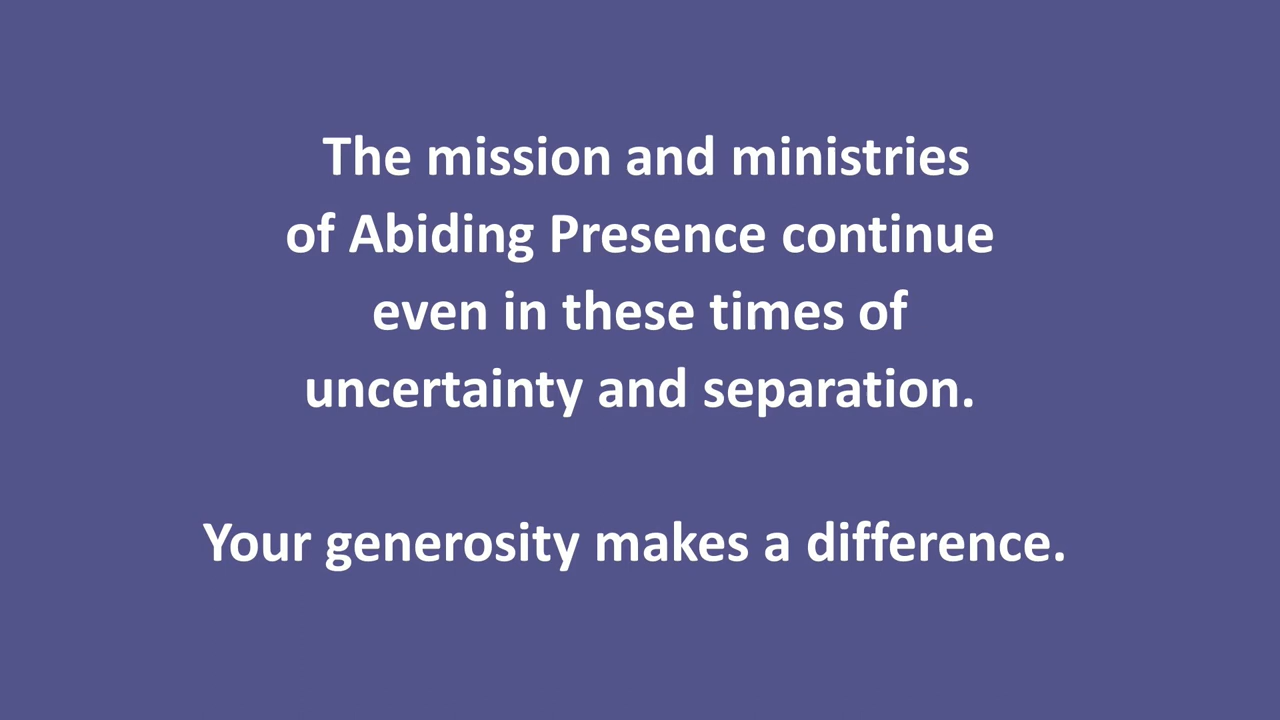 The mission and ministries
of Abiding Presence continue
even in these times of
uncertainty and separation.
Your generosity makes a difference.